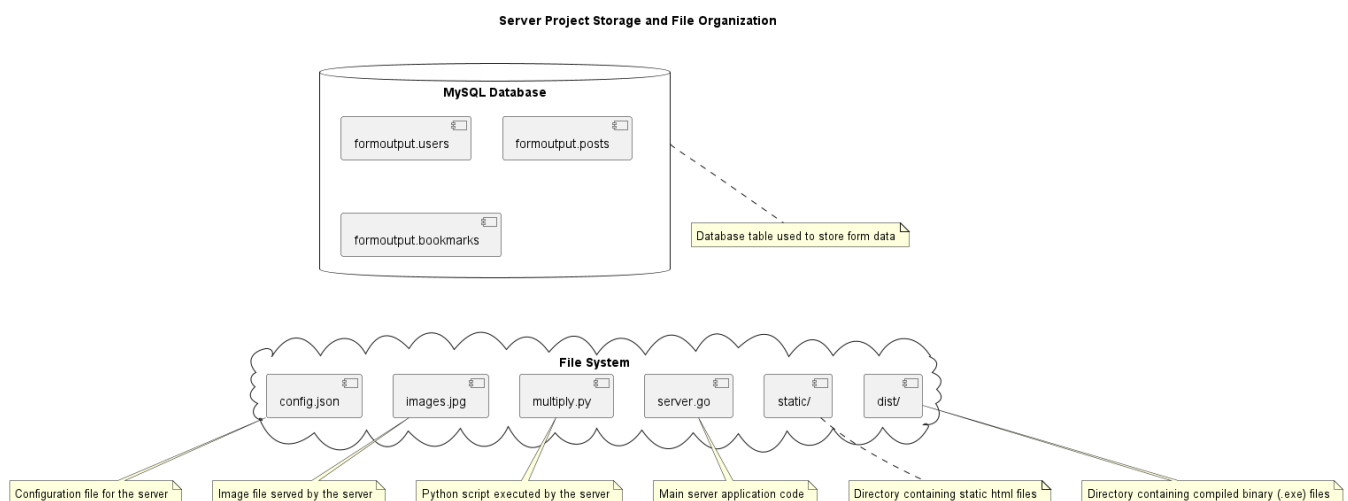 Server Project Storage and File Organization
MySQL Database
formoutput.users
formoutput.posts
formoutput.bookmarks
Database table used to store form data
File System
config.json
images.jpg
multiply.py
server.go
static/
dist/
Configuration file for the server
Image file served by the server
Python script executed by the server
Main server application code
Directory containing static html files
Directory containing compiled binary (.exe) files